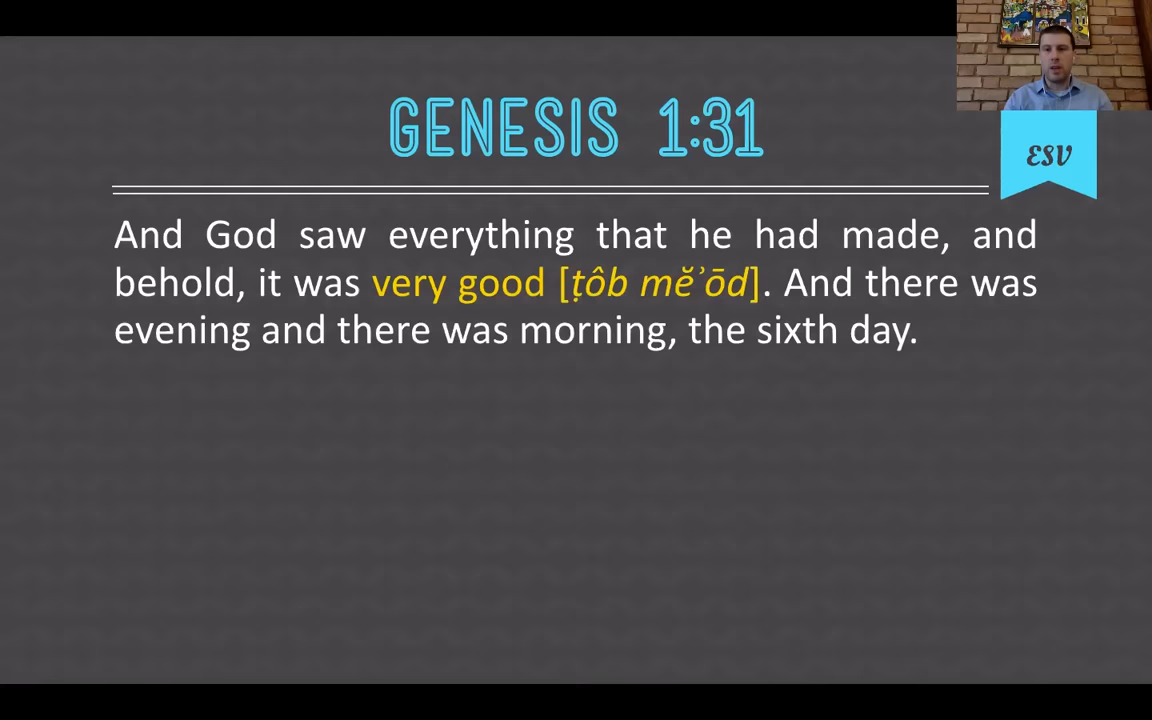 GENESIS 1:31
ESV
And God saw everything that he had made, and
behold, it was very good [ṭôb mĕʾōd]. And there was
evening and there was morning, the sixth day.